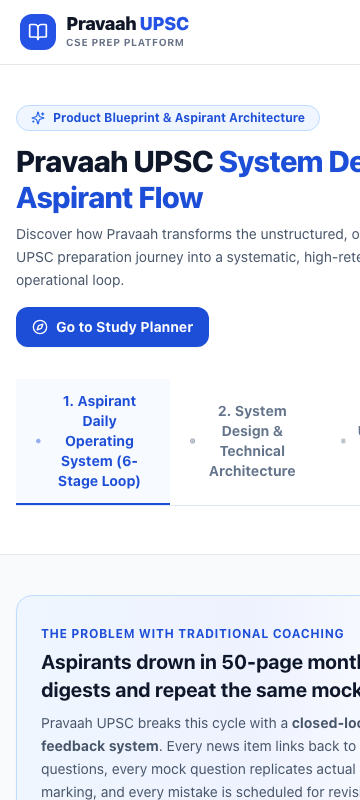 Pravaah UPSC
CSE PREP PLATFORM
Product Blueprint & Aspirant Architecture
Pravaah UPSC System De
Aspirant Flow
Discover how Pravaah transforms the unstructured, o
UPSC preparation journey into a systematic, high-rete
operational loop.
Go to Study Planner
1. Aspirant
Daily
Operating
System (6-
Stage Loop)
2. System
Design &
Technical
Architecture
THE PROBLEM WITH TRADITIONAL COACHING
Aspirants drown in 50-page month
digests and repeat the same mock
Pravaah UPSC breaks this cycle with a closed-loo
feedback system. Every news item links back to
questions, every mock question replicates actual
marking, and every mistake is scheduled for revis